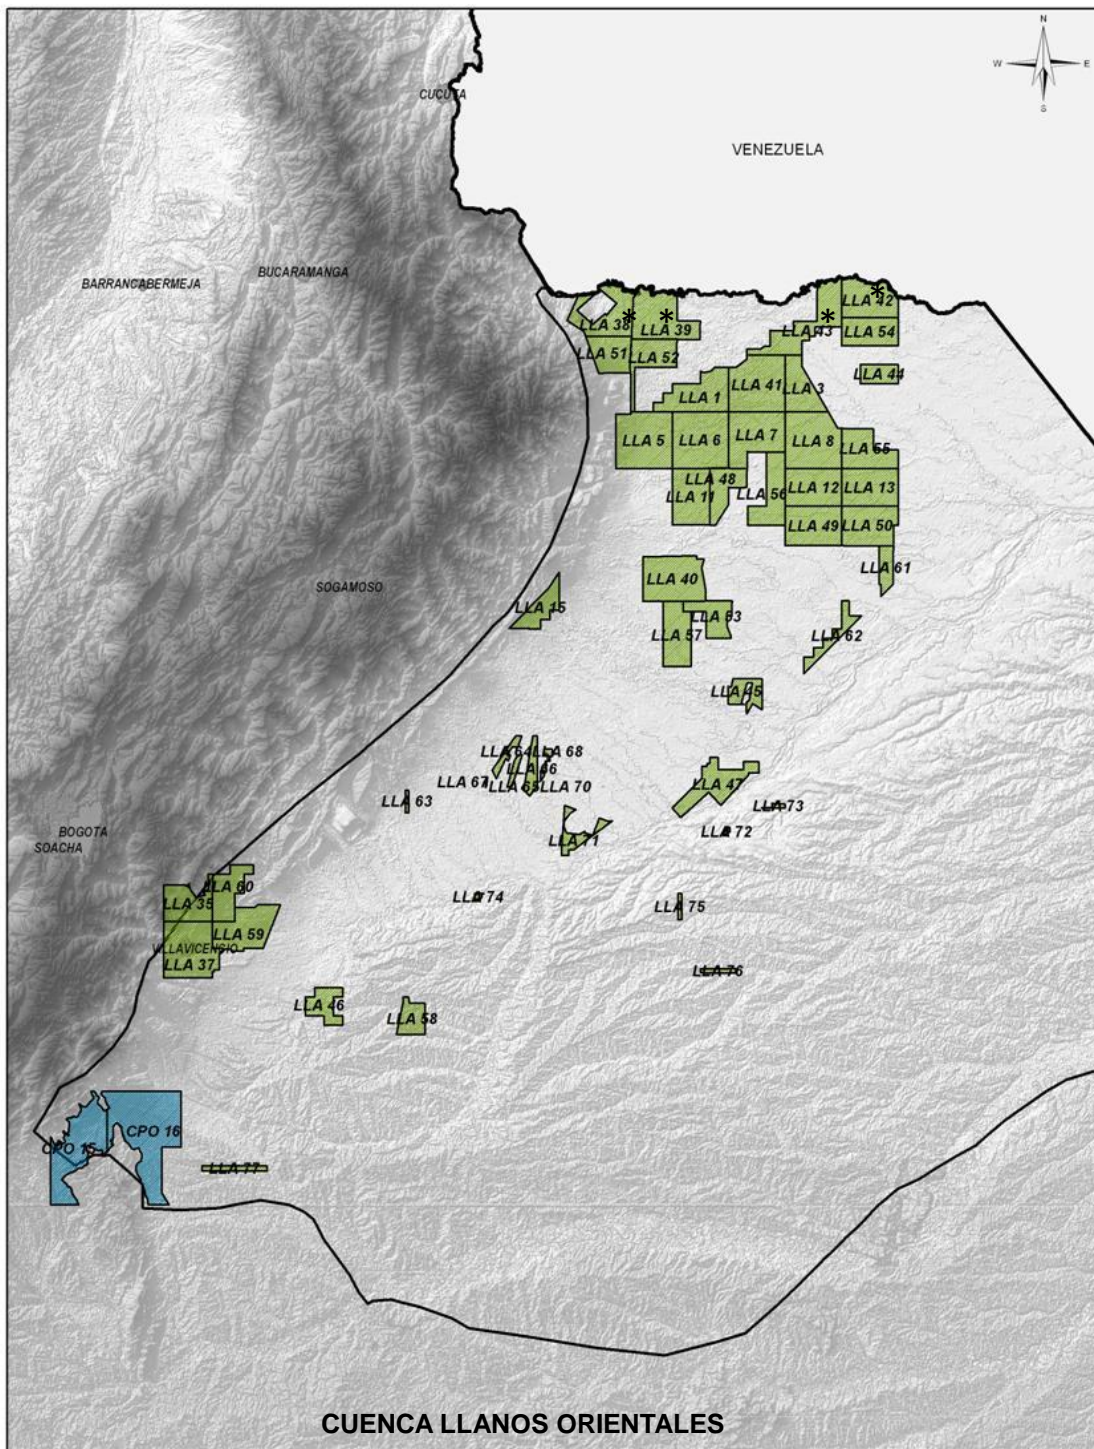 N
W E
S
CUCUTA
VENEZUELA
BUCARAMANGA
BARRANCABERMEJA
* LLA 42
* * *
LLA 38 LLA 39 LLA 43 LLA 54
LLA 51 LLA 52
LLA 44
LLA 41 LLA 3
LLA 1
LLA 5 LLA 6 LLA 7 LLA 8 LLA 55
LLA 48
LLA 11 LLA 56 LLA 12 LLA 13
LLA 49 LLA 50
LLA 61
LLA 40
SOGAMOSO
LLA 15
LLA 53
LLA 57 LLA 62
LLA 45
LLA 64 LLA 68
LLA 67 LLA 65 LLA 70
LLA 47
LLA 63
LLA 73
LLA 72
LLA 71
BOGOTA
SOACHA
LLA 60
LLA 35
LLA 74
LLA 75
LLA 59
VILLAVICENSIO
LLA 37
LLA 76
LLA 46
LLA 58
CPO 16
CPO 15
LLA 77
CUENCA LLANOS ORIENTALES